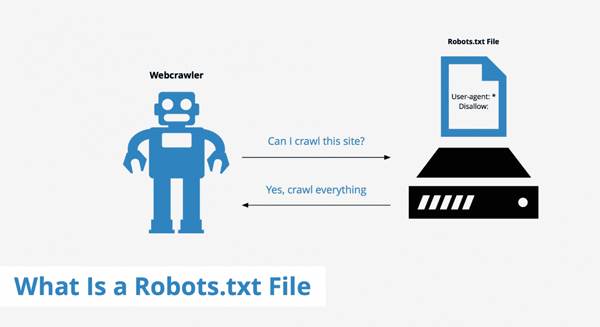 Robots.txt File
Webcrawler
User-agent: *
Disallow:
Can I crawl this site?
Yes, crawl everything
What Is a Robots.txt File